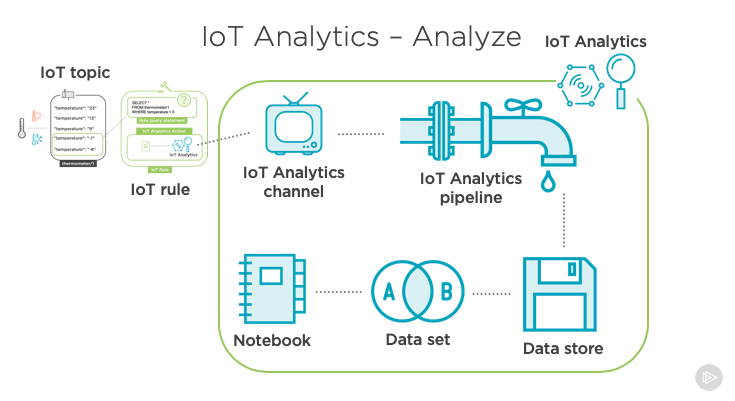 IoT Analytics – Analyze
IoT Analytics
IoT topic
"temperature": "23"
"temperature": "13"
"temperature": "9"
"temperature": "-1"
"temperature": "-6"
thermometer/1
SELECT *
FROM thermometer/1
WHERE temperature < 0
?
Rule query statement
IoT Analytics Action
IoT Analytics
IoT Rule
IoT rule
IoT Analytics
channel
IoT Analytics
pipeline
Notebook
A B
Data set
Data store